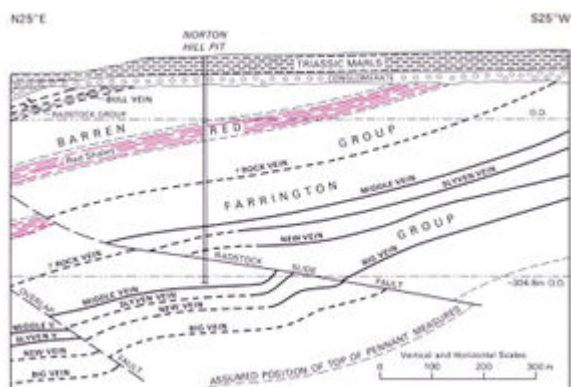 N25°E
S25°W
NORTON
HILL PIT
TRIASSIC MARLS
CONGLOMERATE
BULL VEIN
RADSTOCK GROUP
O.D.
BARREN RED GROUP
Red Shales
? ROCK VEIN
FARRINGTON GROUP
MIDDLE VEIN
SLYVEN VEIN
NEW VEIN
BIG VEIN
? ROCK VEIN
RADSTOCK SLIDE FAULT
-304.8m O.D.
OVERLAP FAULT
MIDDLE VEIN
SLYVEN VEIN
NEW VEIN
BIG VEIN
MIDDLE V.
SLYVEN V.
NEW VEIN
BIG VEIN
ASSUMED POSITION OF TOP OF PENNANT MEASURES
Vertical and Horizontal Scales
0 100 200 300 m